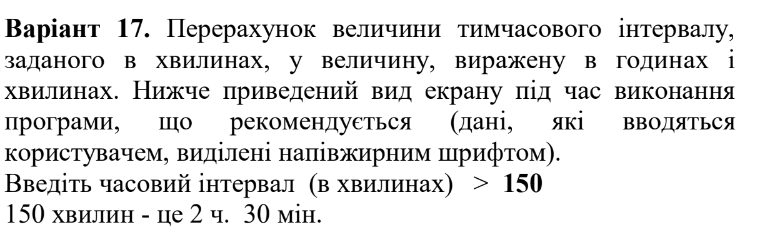 Варіант 17. Перерахунок величини тимчасового інтервалу,
заданого в хвилинах, у величину, виражену в годинах і
хвилинах. Нижче приведений вид екрану під час виконання
програми, що рекомендується (дані, які вводяться
користувачем, виділені напівжирним шрифтом).
Введіть часовий інтервал (в хвилинах) > 150
150 хвилин - це 2 ч. 30 мін.